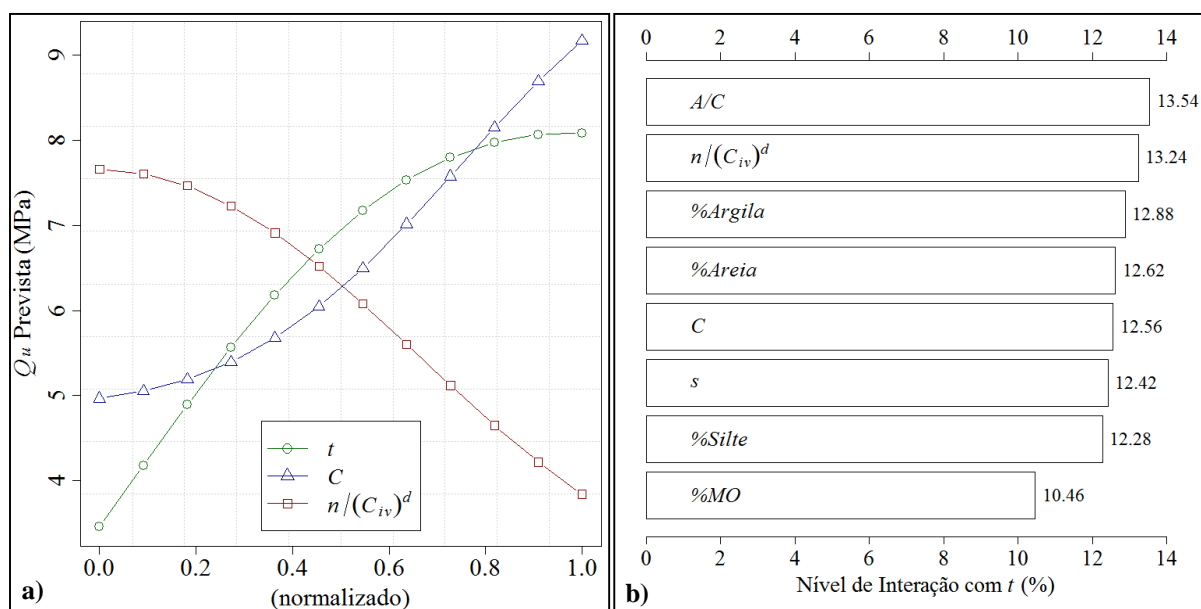 Qu Prevista (MPa)
9
8
7
6
5
4
t
C
n/(Civ)^d
0.0 0.2 0.4 0.6 0.8 1.0
(normalizado)
a)
0 2 4 6 8 10 12 14
A/C 13.54
n/(Civ)^d 13.24
%Argila 12.88
%Areia 12.62
C 12.56
s 12.42
%Silte 12.28
%MO 10.46
0 2 4 6 8 10 12 14
Nível de Interação com t (%)
b)